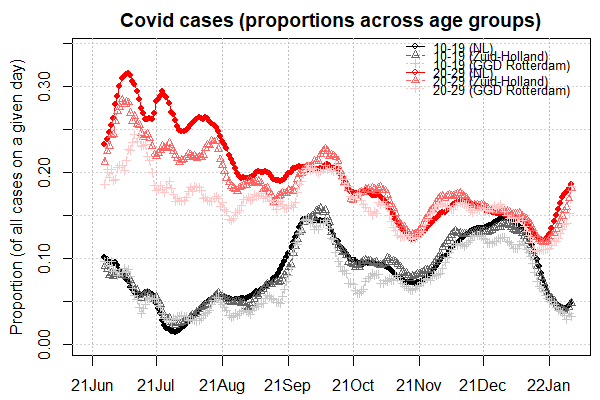 Covid cases (proportions across age groups)
10-19 (NL)
10-19 (Zuid-Holland)
10-19 (GGD Rotterdam)
20-29 (NL)
20-29 (Zuid-Holland)
20-29 (GGD Rotterdam)
Proportion (of all cases on a given day)
0.30
0.20
0.10
0.00
21Jun 21Jul 21Aug 21Sep 21Oct 21Nov 21Dec 22Jan